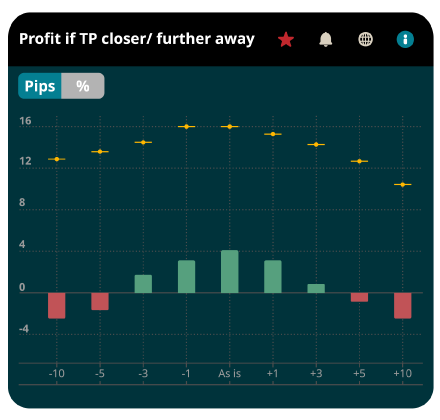 Profit if TP closer/ further away
Pips %
16
12
8
4
0
-4
-10 -5 -3 -1 As is +1 +3 +5 +10